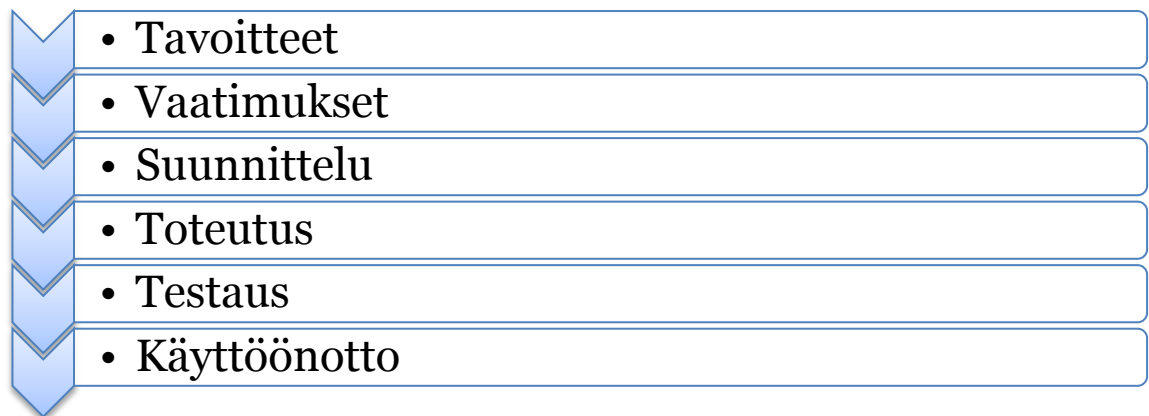 • Tavoitteet
• Vaatimukset
• Suunnittelu
• Toteutus
• Testaus
• Käyttöönotto